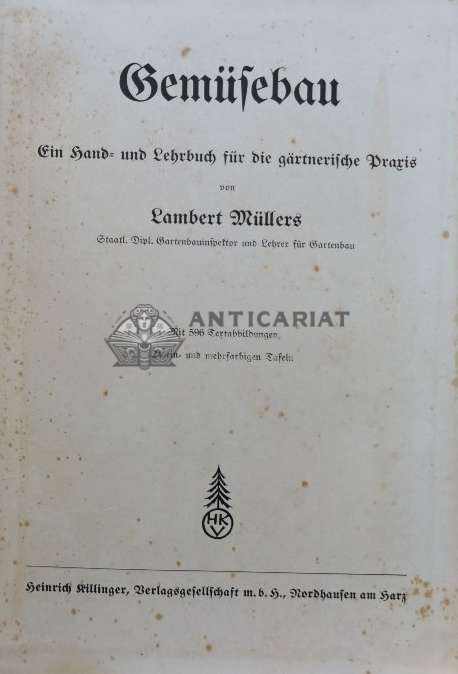 Gemüsebau
Ein Hand- und Lehrbuch für die gärtnerische Praxis
von
Lambert Müllers
Staatl. Dipl. Gartenbauinspektor und Lehrer für Gartenbau
ANTICARIAT
Mit 596 Textabbildungen,
ein- und mehrfarbigen Tafeln
HKV
Heinrich Killinger, Verlagsgesellschaft m. b. H., Nordhausen am Harz